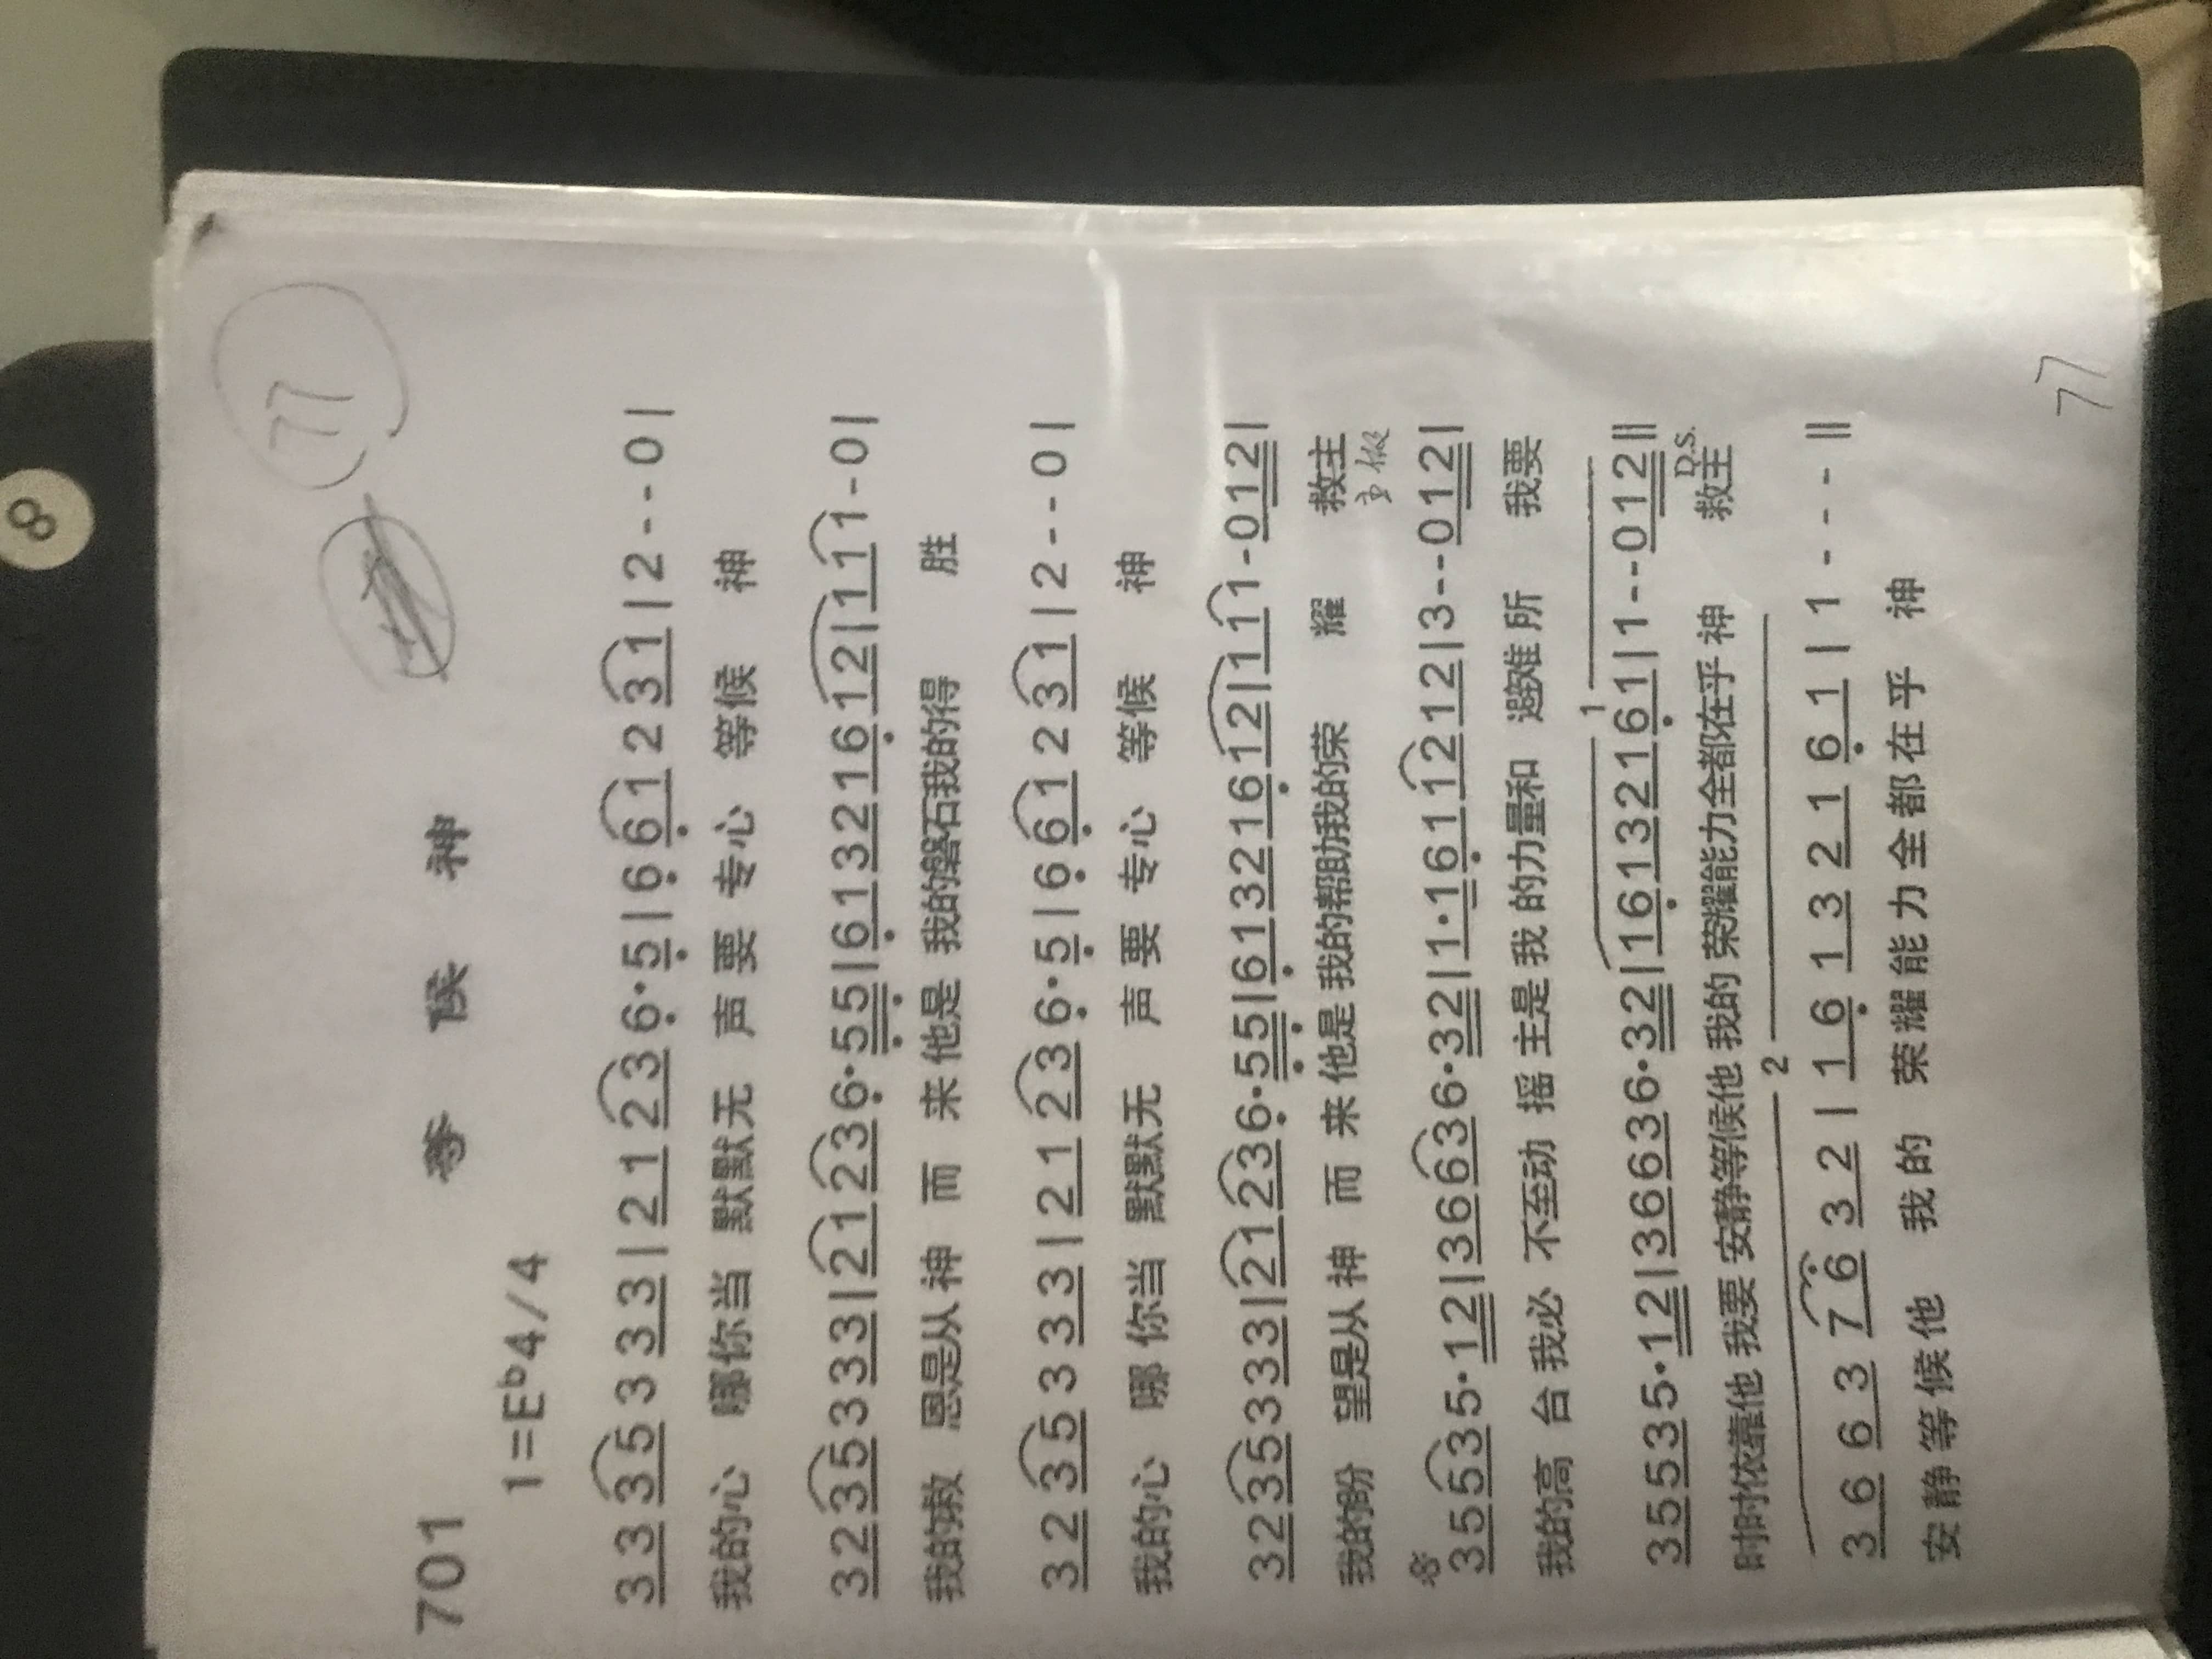 8
77
701 等候神
1=E♭4/4
3 3 3 5 3 3 3 | 2 1 2 3 6· 5 | 6 6 1 2 3 1 | 2 - - 0 |
我的心 哪你当 默默无 声 要 专心 等候 神
3 2 3 5 3 3 3 | 2 1 2 3 6· 5 5 | 6 1 3 2 1 6 1 2 | 1 1 1 - 0 |
我的救 恩是从 神 而 来 他是 我的磐石我的得 胜
3 2 3 5 3 3 3 | 2 1 2 3 6· 5 | 6 6 1 2 3 1 | 2 - - 0 |
我的心 哪 你当 默默无 声 要 专心 等候 神
3 2 3 5 3 3 3 | 2 1 2 3 6· 5 5 | 6 1 3 2 1 6 1 2 | 1 1 1 - 0 1 2 |
我的盼 望是从 神 而 来 他是 我的帮助我的荣 耀 救主
主做
3 5 5 3 5· 1 2 | 3 6 6 3 6· 3 2 | 1· 1 6 1 1 2 1 2 | 3 - - 0 1 2 |
我的高 台 我必 不至动 摇 主是 我 的力量和 避难 所 我要
1
3 5 5 3 5· 1 2 | 3 6 6 3 6· 3 2 | 1 6 1 3 2 1 6 1 | 1 - - 0 1 2 ‖
D.S.
时时依靠他 我要 安静等候他 我的 荣耀能力全都在乎 神 救主
2
3 6 6 3 7 6 3 2 | 1 6 1 3 2 1 6 1 | 1 - - - ‖
安静等候他 我的 荣耀能力全都在乎 神
77